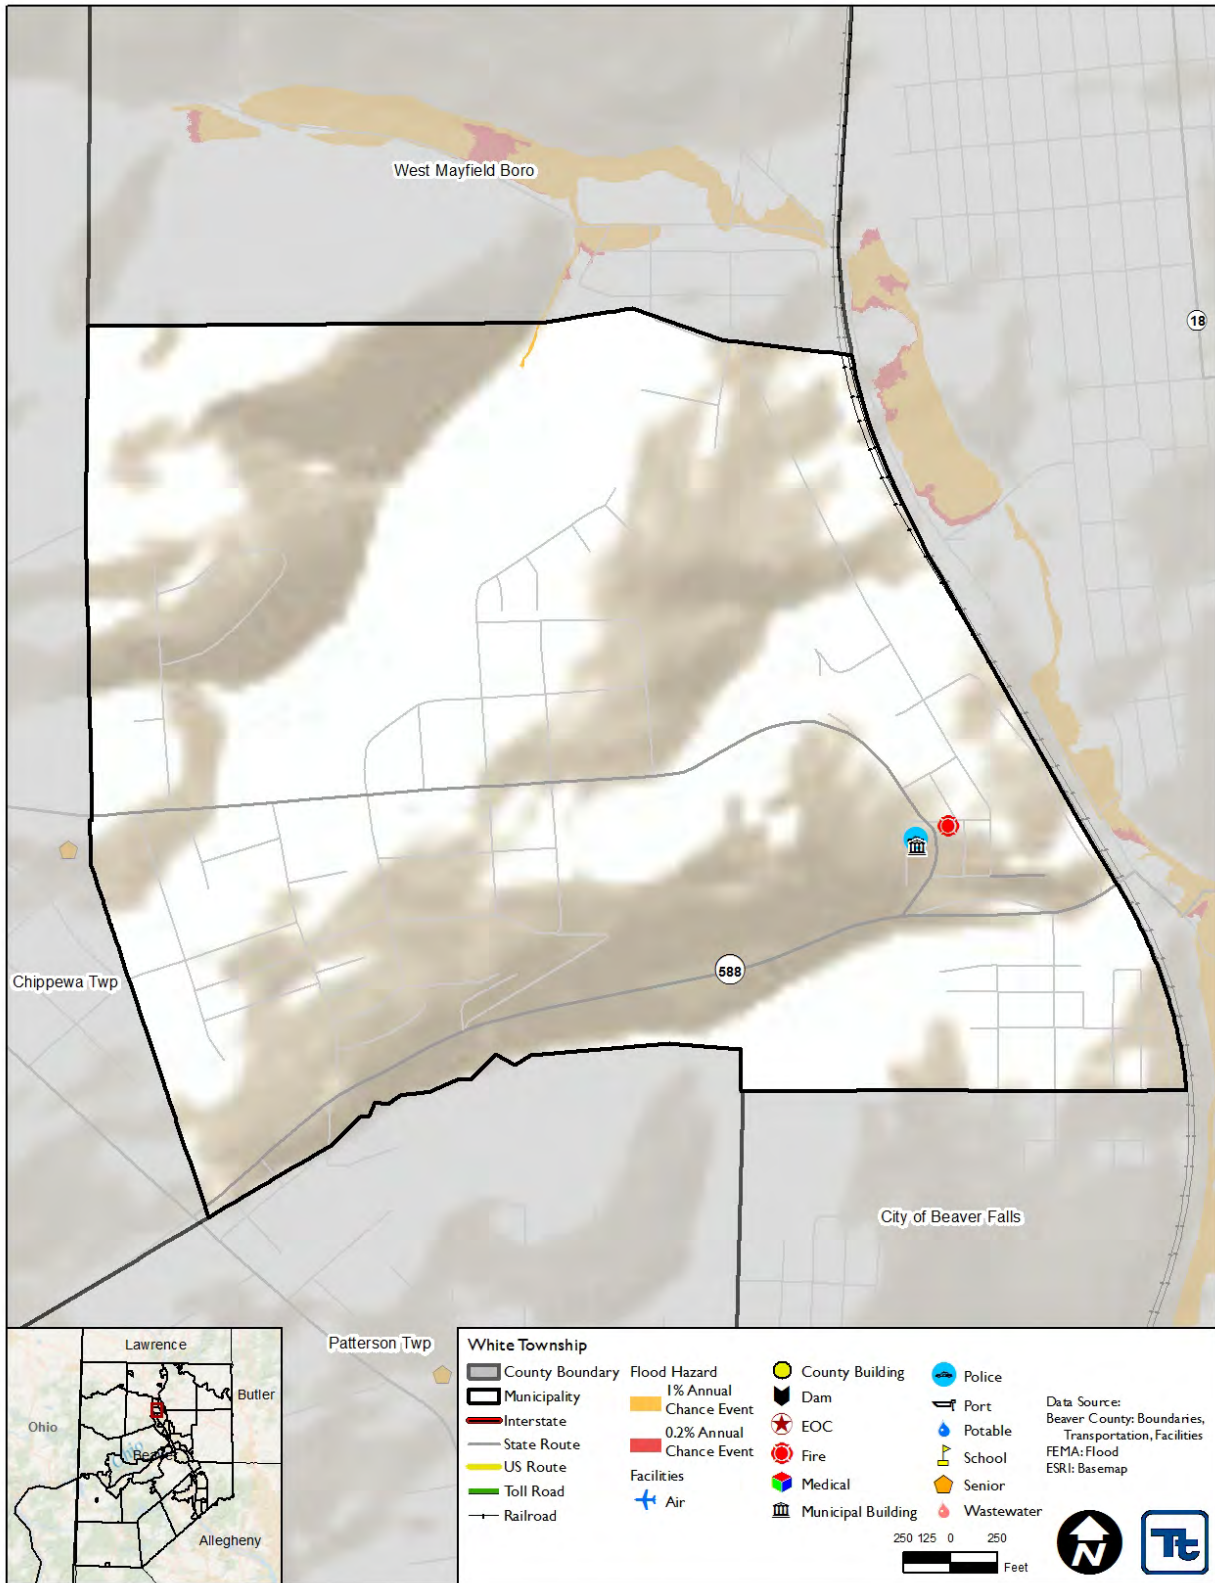 West Mayfield Boro
18
588
Chippewa Twp
City of Beaver Falls
Patterson Twp
Lawrence
Butler
Ohio
Ohio
Beaver
Allegheny
White Township
County Boundary
Municipality
Interstate
State Route
US Route
Toll Road
Railroad
Flood Hazard
1% Annual
Chance Event
0.2% Annual
Chance Event
Facilities
Air
County Building
Dam
EOC
Fire
Medical
Municipal Building
Police
Port
Potable
School
Senior
Wastewater
250 125 0 250
Feet
Data Source:
Beaver County: Boundaries,
Transportation, Facilities
FEMA: Flood
ESRI: Basemap
N
Tt